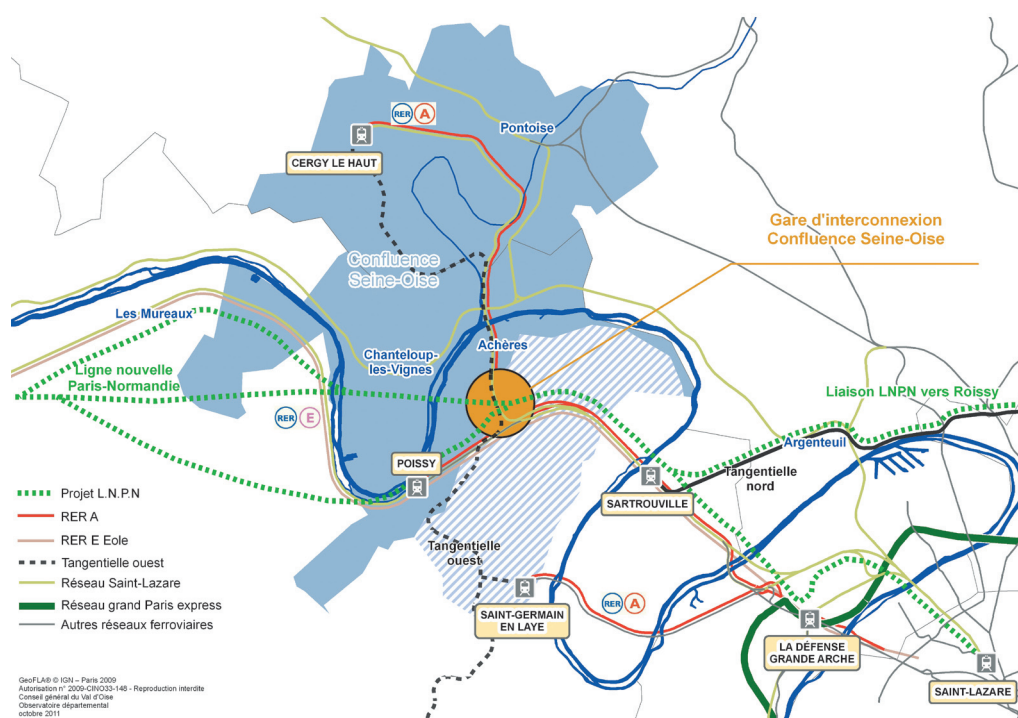 RER A
Pontoise
CERGY LE HAUT
Gare d'interconnexion
Confluence Seine-Oise
Confluence
Seine-Oise
Les Mureaux
Achères
Chanteloup-
les-Vignes
Ligne nouvelle
Paris-Normandie
Liaison LNPN vers Roissy
RER E
Argenteuil
POISSY
Tangentielle
nord
SARTROUVILLE
Projet L.N.P.N
RER A
RER E Eole
Tangentielle ouest
Réseau Saint-Lazare
Réseau grand Paris express
Autres réseaux ferroviaires
Tangentielle
ouest
RER A
SAINT-GERMAIN
EN LAYE
LA DÉFENSE
GRANDE ARCHE
SAINT-LAZARE
GeoFLA® © IGN – Paris 2009
Autorisation n° 2009-CINO33-148 - Reproduction interdite
Conseil général du Val d'Oise
Observatoire départemental
octobre 2011